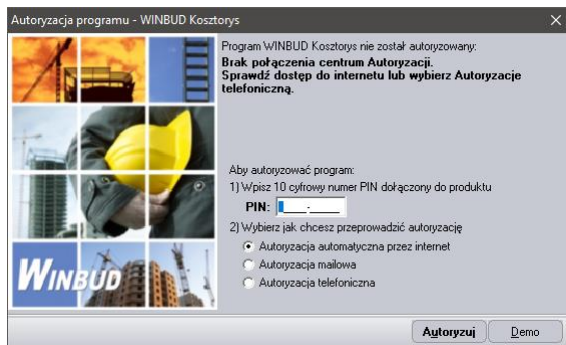 Autoryzacja programu - WINBUD Kosztorys
Program WINBUD Kosztorys nie został autoryzowany:
Brak połączenia centrum Autoryzacji.
Sprawdź dostęp do internetu lub wybierz Autoryzacje
telefoniczną.
Aby autoryzować program:
1) Wpisz 10 cyfrowy numer PIN dołączony do produktu
PIN: ____-_____
2) Wybierz jak chcesz przeprowadzić autoryzację
Autoryzacja automatyczna przez internet
Autoryzacja mailowa
Autoryzacja telefoniczna
WINBUD
Autoryzuj Demo